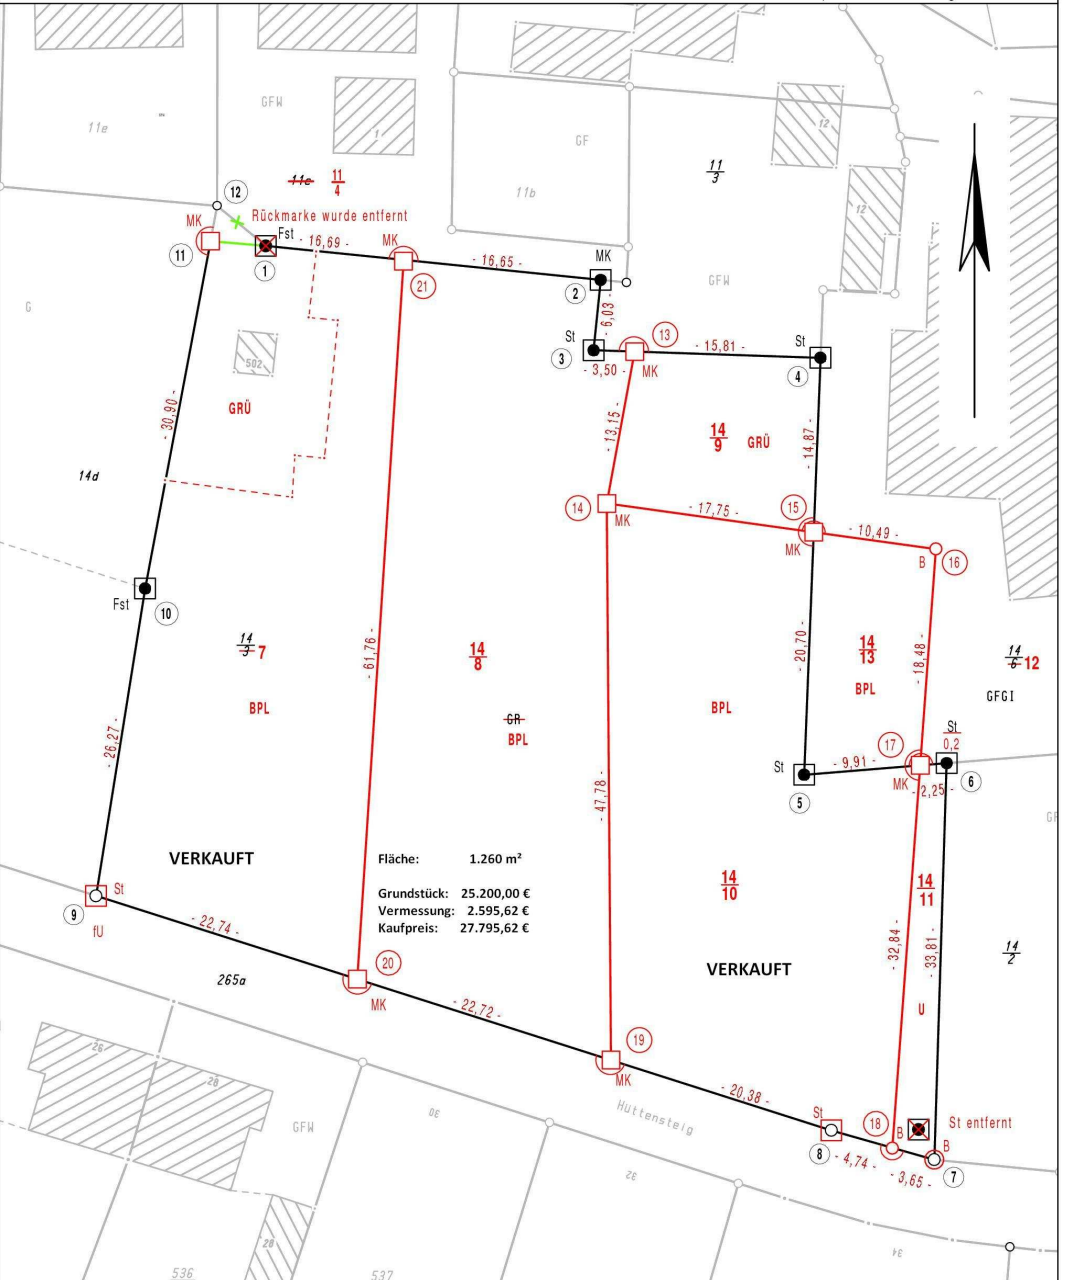 12
11e
GFW
1
GF
12
11
3
11e 11
4
11b
12
12
MK
Rückmarke wurde entfernt
Fst
- 16,69 -
MK
- 16,65 -
MK
11
1
21
2
GFW
G
- 6,03 -
St
13
- 15,81 -
St
3
- 3,50 -
MK
4
502
GRÜ
- 30,90 -
- 13,15 -
14
9
GRÜ
- 14,87 -
14d
14
MK
- 17,75 -
15
MK
- 10,49 -
B
16
Fst
10
14
3 7
- 61,76 -
14
8
- 20,70 -
14
13
- 18,48 -
14
6 12
BPL
GR
BPL
BPL
BPL
GFGI
- 26,27 -
St
0,2
17
St
- 9,91 -
MK
- 2,25 -
6
5
- 47,78 -
GF
VERKAUFT
Fläche: 1.260 m²
Grundstück: 25.200,00 €
Vermessung: 2.595,62 €
Kaufpreis: 27.795,62 €
14
10
14
11
St
9
fU
- 22,74 -
- 32,84 -
- 33,81 -
14
2
265a
20
MK
VERKAUFT
- 22,72 -
U
19
MK
26
28
- 20,38 -
Hüttensteig
30
GFW
St
18
B
St entfernt
8
- 4,74 -
- 3,65 -
B
7
32
28
34
536
537